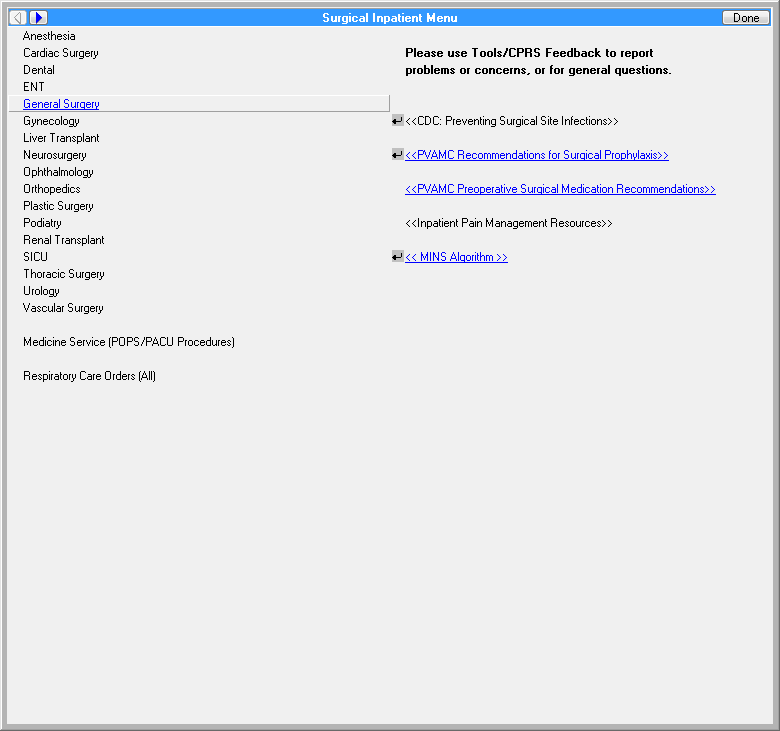 Surgical Inpatient Menu
Done
Anesthesia
Cardiac Surgery
Dental
ENT
General Surgery
Gynecology
Liver Transplant
Neurosurgery
Ophthalmology
Orthopedics
Plastic Surgery
Podiatry
Renal Transplant
SICU
Thoracic Surgery
Urology
Vascular Surgery
Medicine Service (POPS/PACU Procedures)
Respiratory Care Orders (All)
Please use Tools/CPRS Feedback to report
problems or concerns, or for general questions.
<<CDC: Preventing Surgical Site Infections>>
<<PVAMC Recommendations for Surgical Prophylaxis>>
<<PVAMC Preoperative Surgical Medication Recommendations>>
<<Inpatient Pain Management Resources>>
<< MINS Algorithm >>